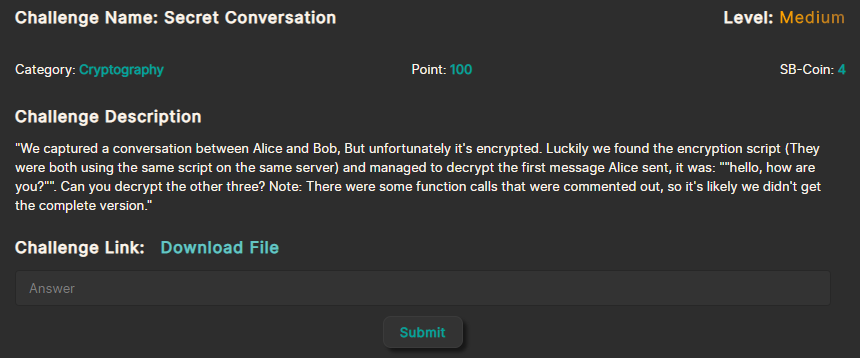 Challenge Name: Secret Conversation Level: Medium
Category: Cryptography Point: 100 SB-Coin: 4
Challenge Description
"We captured a conversation between Alice and Bob, But unfortunately it's encrypted. Luckily we found the encryption script (They
were both using the same script on the same server) and managed to decrypt the first message Alice sent, it was: ""hello, how are
you?"". Can you decrypt the other three? Note: There were some function calls that were commented out, so it's likely we didn't get
the complete version."
Challenge Link: Download File
Answer
Submit